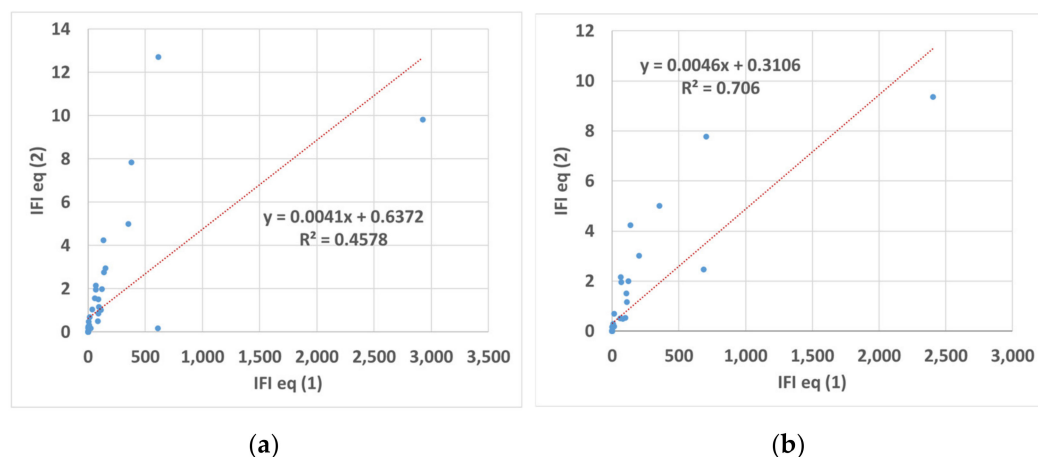 14
12
10
8
6
4
2
0
IFI eq (2)
y = 0.0041x + 0.6372
R² = 0.4578
0 500 1,000 1,500 2,000 2,500 3,000 3,500
IFI eq (1)
(a)
12
10
8
6
4
2
0
IFI eq (2)
y = 0.0046x + 0.3106
R² = 0.706
0 500 1,000 1,500 2,000 2,500 3,000
IFI eq (1)
(b)